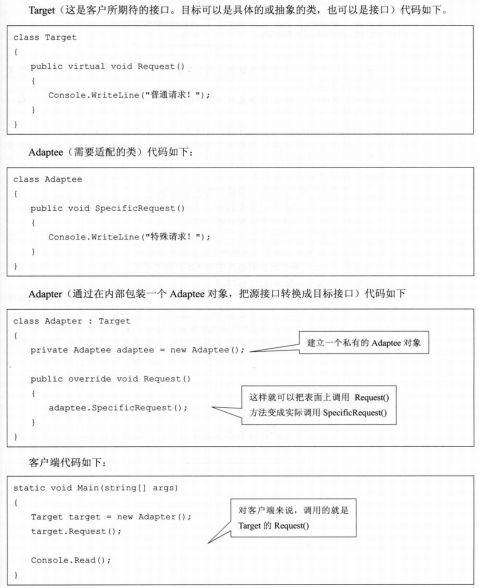 Target（这是客户所期待的接口。目标可以是具体的或抽象的类，也可以是接口）代码如下。
class Target
{
public virtual void Request()
{
Console.WriteLine("普通请求！");
}
}
Adaptee（需要适配的类）代码如下：
class Adaptee
{
public void SpecificRequest()
{
Console.WriteLine("特殊请求！");
}
}
Adapter（通过在内部包装一个 Adaptee 对象，把源接口转换成目标接口）代码如下
class Adapter : Target
{
private Adaptee adaptee = new Adaptee();
建立一个私有的 Adaptee 对象
public override void Request()
{
adaptee.SpecificRequest();
这样就可以把表面上调用 Request()
方法变成实际调用 SpecificRequest()
}
}
客户端代码如下：
static void Main(string[] args)
{
Target target = new Adapter();
target.Request();
对客户端来说，调用的就是
Target 的 Request()
Console.Read();
}